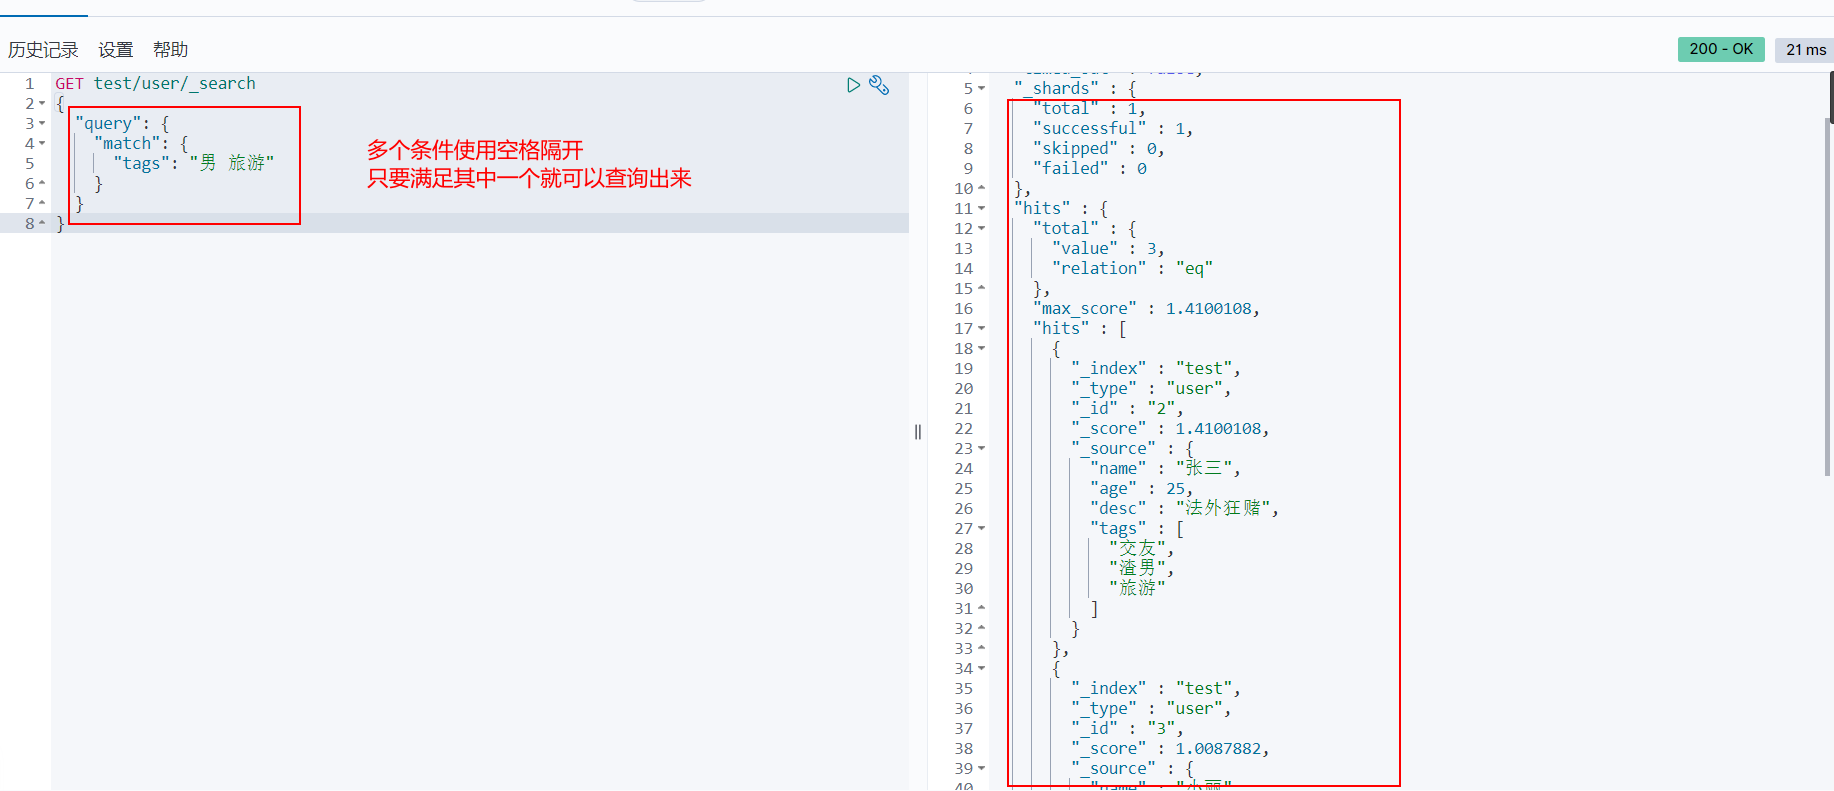 历史记录 设置 帮助
200 - OK 21 ms
1 GET test/user/_search
2 {
3 "query": {
4 "match": {
5 "tags": "男 旅游"
6 }
7 }
8 }
多个条件使用空格隔开
只要满足其中一个就可以查询出来
5 "_shards" : {
6 "total" : 1,
7 "successful" : 1,
8 "skipped" : 0,
9 "failed" : 0
10 },
11 "hits" : {
12 "total" : {
13 "value" : 3,
14 "relation" : "eq"
15 },
16 "max_score" : 1.4100108,
17 "hits" : [
18 {
19 "_index" : "test",
20 "_type" : "user",
21 "_id" : "2",
22 "_score" : 1.4100108,
23 "_source" : {
24 "name" : "张三",
25 "age" : 25,
26 "desc" : "法外狂赌",
27 "tags" : [
28 "交友",
29 "渣男",
30 "旅游"
31 ]
32 }
33 },
34 {
35 "_index" : "test",
36 "_type" : "user",
37 "_id" : "3",
38 "_score" : 1.0087882,
39 "_source" : {
40 "name" : "小丽"